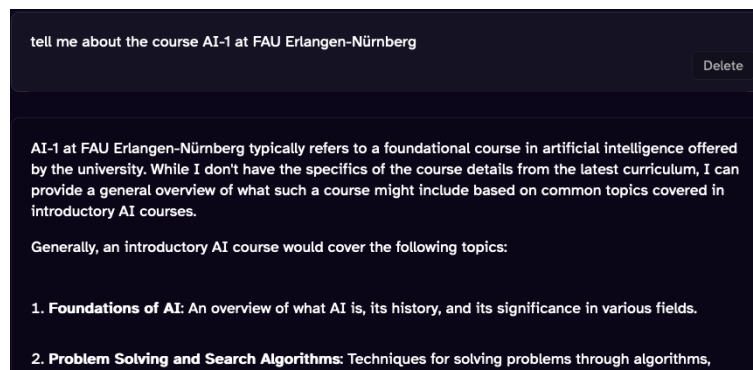 tell me about the course AI-1 at FAU Erlangen-Nürnberg
Delete
AI-1 at FAU Erlangen-Nürnberg typically refers to a foundational course in artificial intelligence offered
by the university. While I don't have the specifics of the course details from the latest curriculum, I can
provide a general overview of what such a course might include based on common topics covered in
introductory AI courses.
Generally, an introductory AI course would cover the following topics:
1. Foundations of AI: An overview of what AI is, its history, and its significance in various fields.
2. Problem Solving and Search Algorithms: Techniques for solving problems through algorithms,